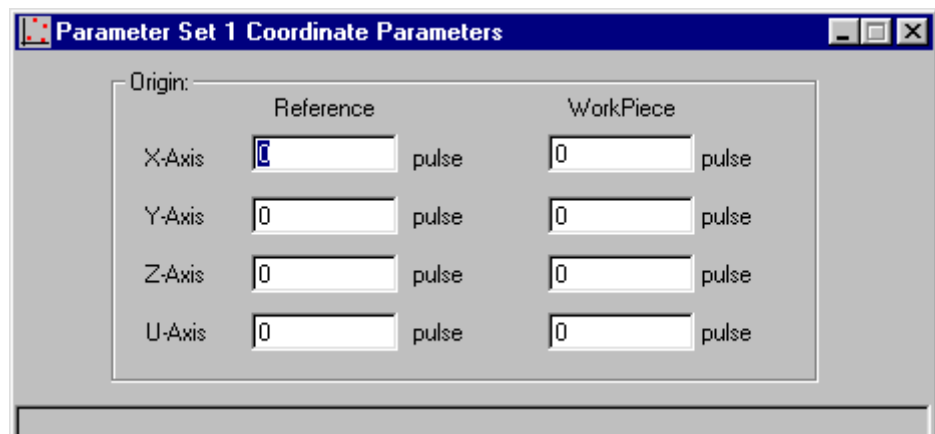 Parameter Set 1 Coordinate Parameters
Origin:
Reference WorkPiece
X-Axis 0 pulse 0 pulse
Y-Axis 0 pulse 0 pulse
Z-Axis 0 pulse 0 pulse
U-Axis 0 pulse 0 pulse